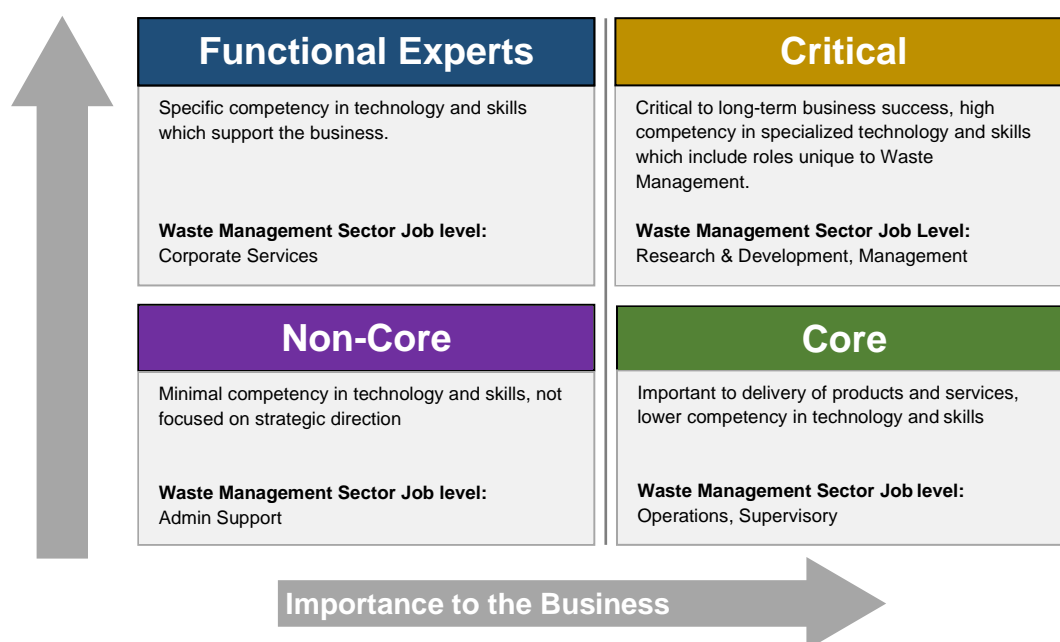 Functional Experts
Specific competency in technology and skills
which support the business.
Waste Management Sector Job level:
Corporate Services
Critical
Critical to long-term business success, high
competency in specialized technology and skills
which include roles unique to Waste
Management.
Waste Management Sector Job Level:
Research & Development, Management
Non-Core
Minimal competency in technology and skills, not
focused on strategic direction
Waste Management Sector Job level:
Admin Support
Core
Important to delivery of products and services,
lower competency in technology and skills
Waste Management Sector Job level:
Operations, Supervisory
Importance to the Business